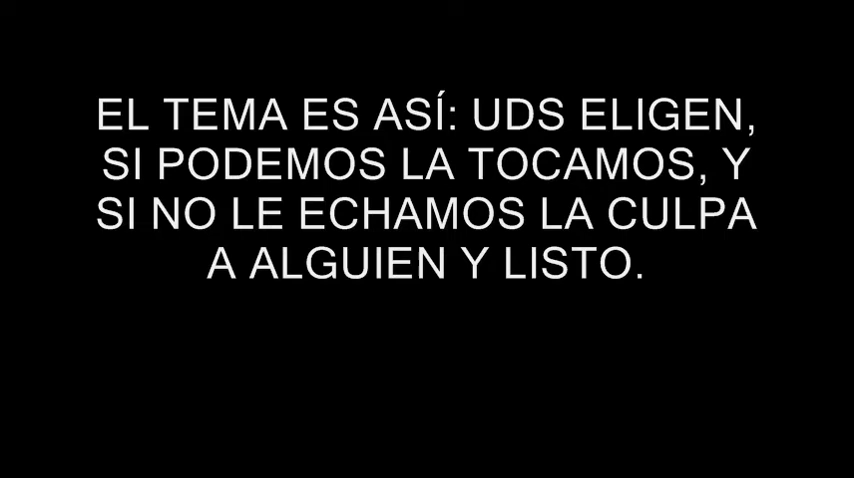 EL TEMA ES ASÍ: UDS ELIGEN,
SI PODEMOS LA TOCAMOS, Y
SI NO LE ECHAMOS LA CULPA
A ALGUIEN Y LISTO.